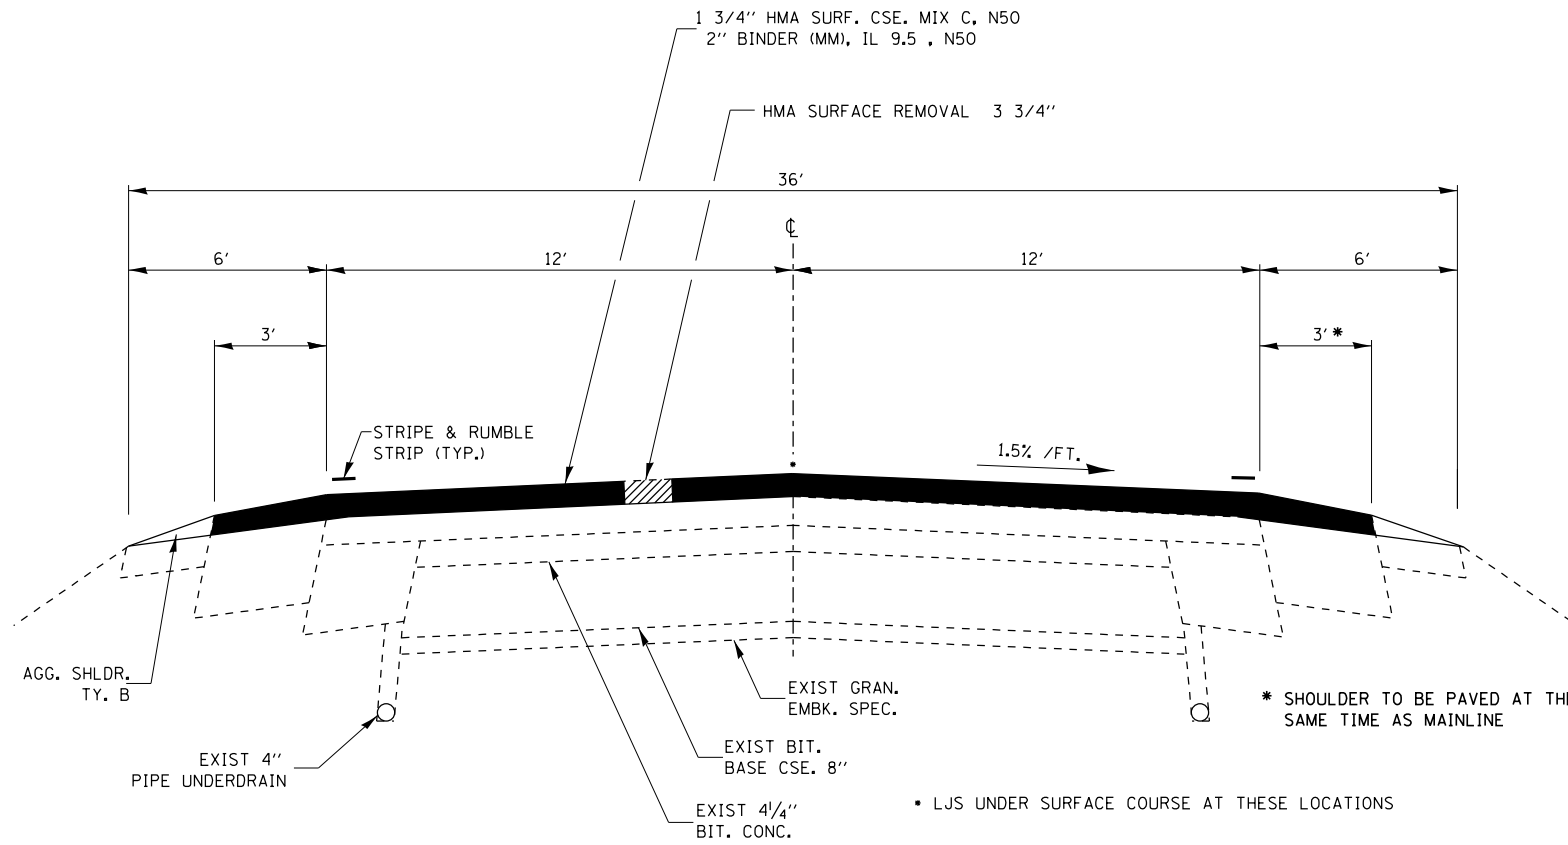 1 3/4'' HMA SURF. CSE. MIX C, N50
2'' BINDER (MM), IL 9.5 , N50
HMA SURFACE REMOVAL 3 3/4''
36'
℄
6'
12'
12'
6'
3'
3' *
STRIPE & RUMBLE
STRIP (TYP.)
1.5% /FT.
AGG. SHLDR.
TY. B
EXIST GRAN.
EMBK. SPEC.
* SHOULDER TO BE PAVED AT THE
SAME TIME AS MAINLINE
EXIST 4''
PIPE UNDERDRAIN
EXIST BIT.
BASE CSE. 8''
EXIST 4 1/4''
BIT. CONC.
• LJS UNDER SURFACE COURSE AT THESE LOCATIONS